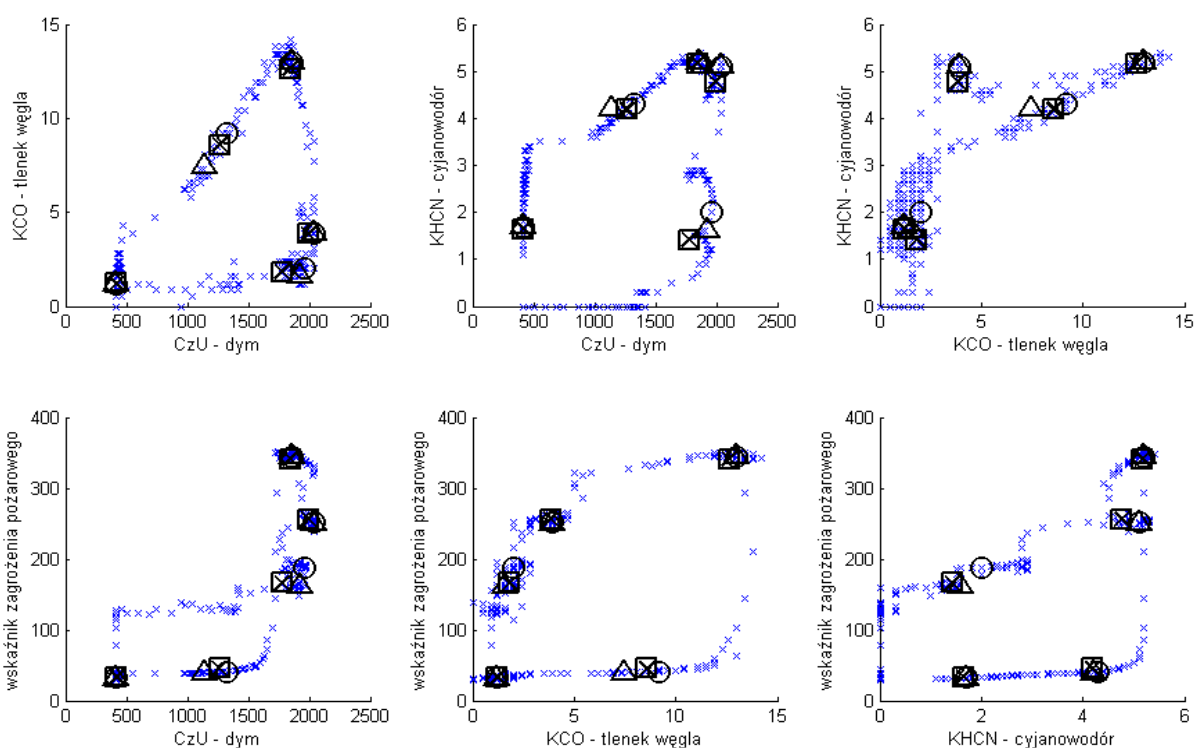 15
10
5
0
KCO - tlenek węgla
0 500 1000 1500 2000 2500
CzU - dym
6
5
4
3
2
1
0
KHCN - cyjanowodór
0 500 1000 1500 2000 2500
CzU - dym
6
5
4
3
2
1
0
KHCN - cyjanowodór
0 5 10 15
KCO - tlenek węgla
400
300
200
100
0
wskaźnik zagrożenia pożarowego
0 500 1000 1500 2000 2500
CzU - dym
400
300
200
100
0
wskaźnik zagrożenia pożarowego
0 5 10 15
KCO - tlenek węgla
400
300
200
100
0
wskaźnik zagrożenia pożarowego
0 2 4 6
KHCN - cyjanowodór